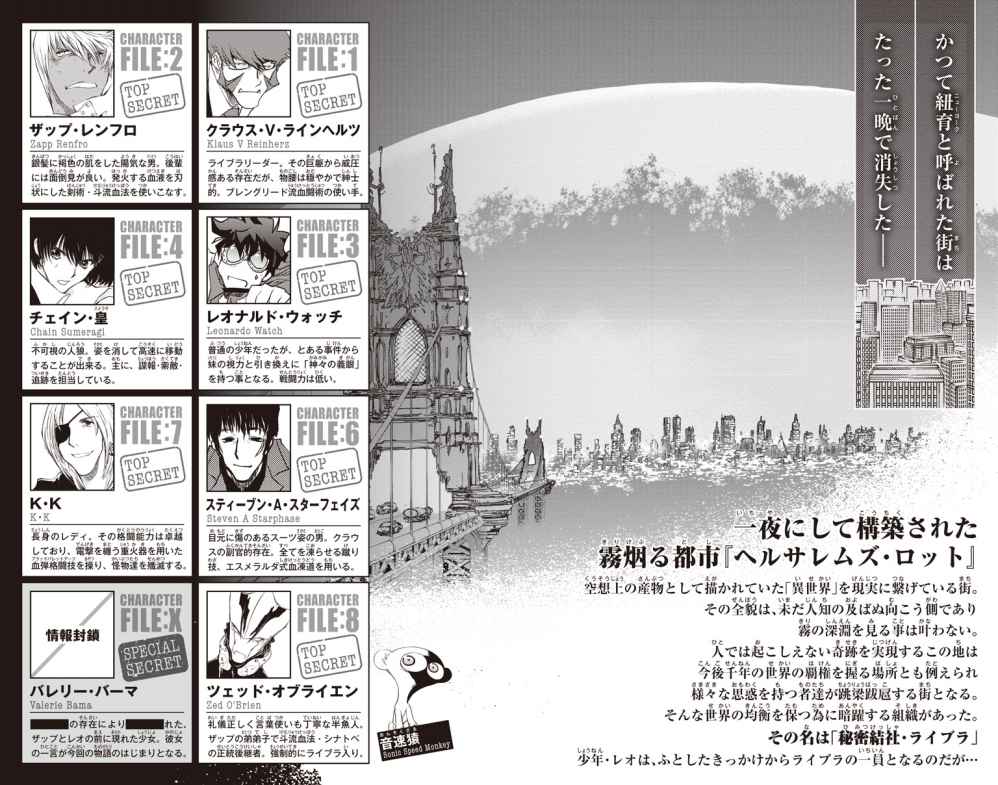 かつて紐育と呼ばれた街は
たった一晩で消失した――
一夜にして構築された
霧烟る都市『ヘルサレムズ・ロット』
空想上の産物として描かれていた「異世界」を現実に繋げている街。
その全貌は、未だ人知の及ばぬ向こう側であり
霧の深淵を見る事は叶わない。
人では起こしえない奇跡を実現するこの地は
今後千年の世界の覇権を握る場所とも例えられ
様々な思惑を持つ者達が跳梁跋扈する街となる。
そんな世界の均衡を保つ為に暗躍する組織があった。
その名は「秘密結社・ライブラ」
少年・レオは、ふとしたきっかけからライブラの一員となるのだが…
CHARACTER
FILE:1
TOP
SECRET
クラウス・V・ラインヘルツ
Klaus V Reinherz
ライブラリーダー。その巨躯から威圧
感ある存在だが、物腰は穏やかで紳士
的。ブレングリード流血闘術の使い手。
CHARACTER
FILE:2
TOP
SECRET
ザップ・レンフロ
Zapp Renfro
銀髪に褐色の肌をした陽気な男。後輩
には面倒見が良い。発火する血液を刃
状にした剣術・斗流血法を使いこなす。
CHARACTER
FILE:3
TOP
SECRET
レオナルド・ウォッチ
Leonardo Watch
普通の少年だったが、とある事件から
妹の視力と引き換えに「神々の義眼」
を持つ事となる。戦闘力は低い。
CHARACTER
FILE:4
TOP
SECRET
チェイン・皇
Chain Sumeragi
不可視の人狼。姿を消して高速に移動
することが出来る。主に、諜報・索敵・
追跡を担当している。
CHARACTER
FILE:6
TOP
SECRET
スティーブン・A・スターフェイズ
Steven A Starphase
目元に傷のあるスーツ姿の男。クラウ
スの副官的存在。全てを凍らせる蹴り
技、エスメラルダ式血凍道を用いる。
CHARACTER
FILE:7
TOP
SECRET
K・K
K・K
長身のレディ、その格闘能力は卓越
しており、電撃を纏う重火器を用いた
血弾格闘技を操り、怪物達を殲滅する。
CHARACTER
FILE:8
TOP
SECRET
ツェッド・オブライエン
Zed O'Brien
礼儀正しく言葉使いも丁寧な半魚人。
ザップの弟弟子で斗流血法・シナトベ
の正統後継者。強制的にライブラ入り。
CHARACTER
FILE:X
SPECIAL
SECRET
情報封鎖
バレリー・バーマ
Valerie Bama
の存在により れた。
ザップとレオの前に現れた少女。彼女
の一言が今回の物語のはじまりとなる。
音速猿
Sonic Speed Monkey